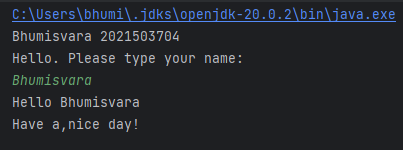 C:\Users\bhumi\.jdks\openjdk-20.0.2\bin\java.exe
Bhumisvara 2021503704
Hello. Please type your name:
Bhumisvara
Hello Bhumisvara
Have a,nice day!